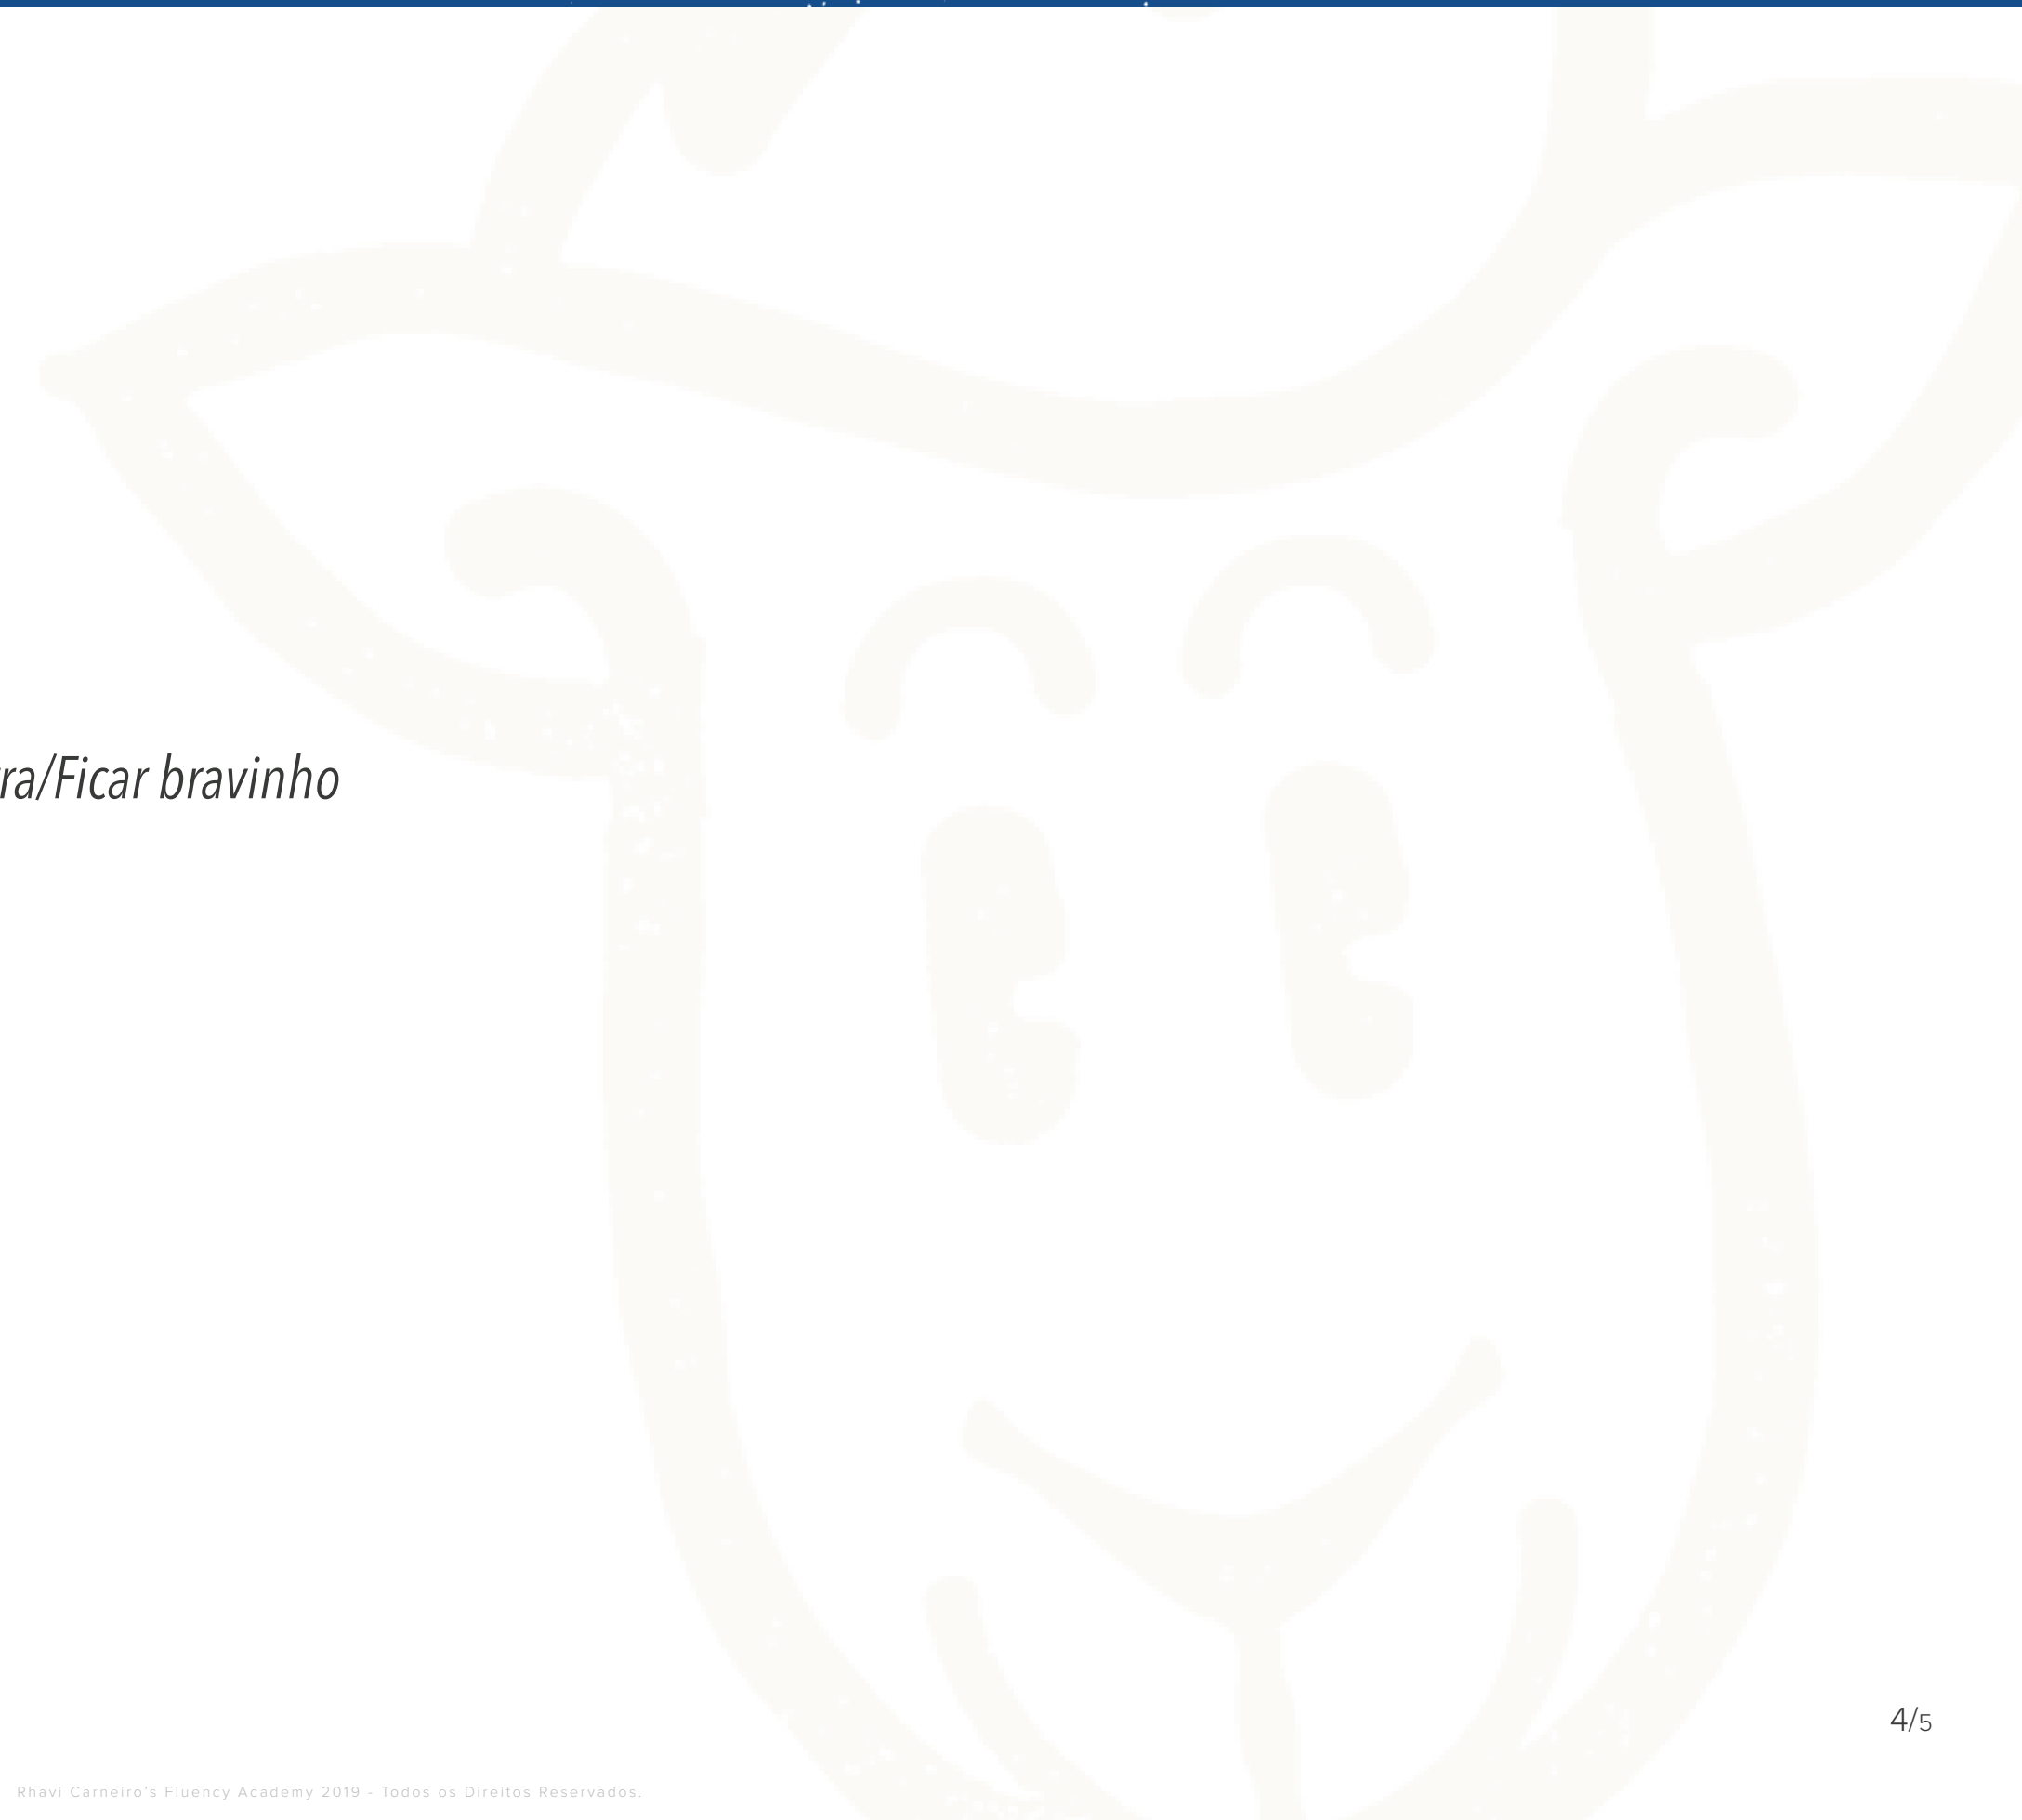 ra/Ficar bravinho
4/5
Rhavi Carneiro's Fluency Academy 2019 - Todos os Direitos Reservados.